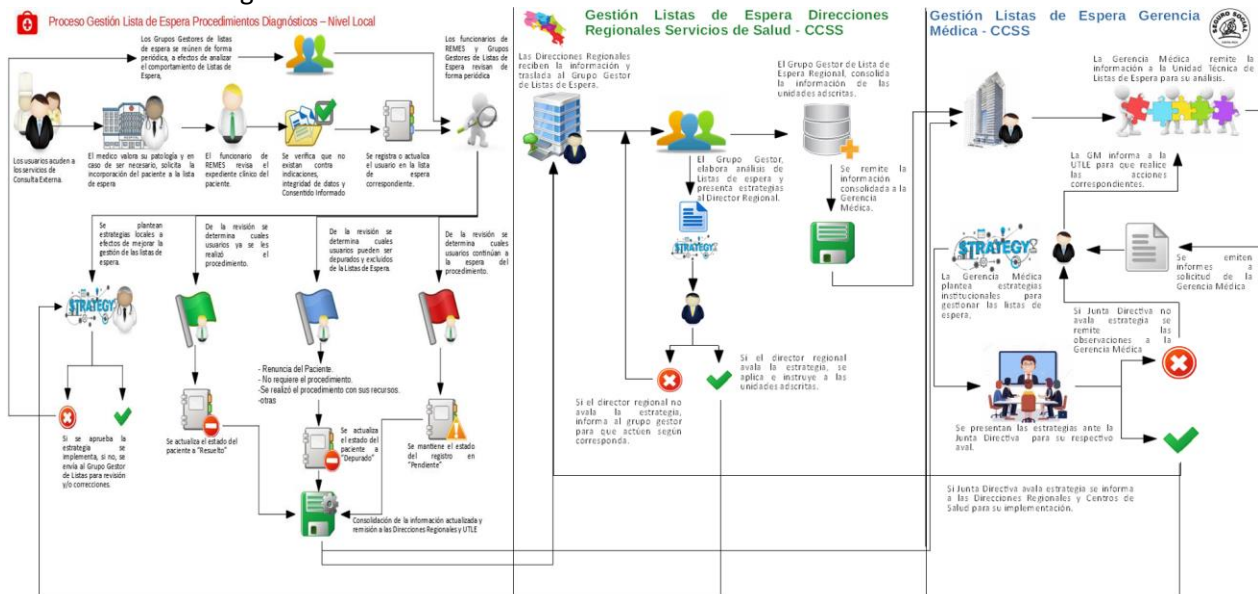 Proceso Gestión Lista de Espera Procedimientos Diagnósticos – Nivel Local
Los Grupos Gestores de listas
de espera se reúnen de forma
periódica, a efectos de analizar
el comportamiento de Listas de
Espera,
Los funcionarios de
REMES y Grupos
Gestores de Listas de
Espera revisan de
forma periódica
Los usuarios acuden a
los servicios de
Consulta Externa.
El medico valora su patología y en
caso de ser necesario, solicita la
incorporación del paciente a la lista
de espera
El funcionario de
REMES revisa el
expediente clínico del
paciente.
Se verifica que no
existan contra
indicaciones,
integridad de datos y
Consentido Informado
Se registra o actualiza
el usuario en la lista
de espera
correspondiente.
Se plantean
estrategias locales a
efectos de mejorar la
gestión de las listas de
espera.
De la revisión se
determina cuales
usuarios ya se les
realizó el
procedimiento.
De la revisión se
determina cuales
usuarios pueden ser
depurados y excluidos
de la Listas de Espera.
De la revisión se
determina cuales
usuarios continúan a
la espera del
procedimiento.
STRATEGY
- Renuncia del Paciente.
- No requiere el procedimiento.
-Se realizó el procedimiento con sus recursos.
-otras
Si se aprueba la
estrategia se
implementa, si no, se
envía al Grupo Gestor
de Listas para revisión
y/o correcciones.
Se actualiza el estado del
paciente a "Resuelto"
Se actualiza
el estado del
paciente a
"Depurado"
Se mantiene el estado
del registro en
"Pendiente"
Consolidación de la información actualizada y
remisión a las Direcciones Regionales y UTLE
Gestión Listas de Espera Direcciones
Regionales Servicios de Salud - CCSS
Las Direcciones Regionales
reciben la información y
traslada al Grupo Gestor
de Listas de Espera.
El Grupo Gestor de Lista de
Espera Regional, consolida
la información de las
unidades adscritas.
El Grupo Gestor,
elabora análisis de
Listas de espera y
presenta estrategias
al Director Regional.
Se remite la
información
consolidada a la
Gerencia
Médica.
STRATEGY
Si el director regional
avala la estrategia, se
aplica e instruye a las
unidades adscritas.
Si el director regional no
avala la estrategia,
informa al grupo gestor
para que actúen según
corresponda.
Gestión Listas de Espera Gerencia
Médica - CCSS
SEGURO SOCIAL
La Gerencia Médica remite la
información a la Unidad Técnica de
Listas de Espera para su análisis.
La GM informa a la
UTLE para que realice
las acciones
correspondientes.
STRATEGY
Se emiten
informes a
solicitud de la
Gerencia Médica
La Gerencia Médica
plantea estrategias
institucionales para
gestionar las listas de
espera,
Si Junta Directiva no
avala estrategia se
remite las
observaciones a la
Gerencia Médica
Se presentan las estrategias ante la
Junta Directiva para su respectivo
aval.
Si Junta Directiva avala estrategia se informa
a las Direcciones Regionales y Centros de
Salud para su implementación.